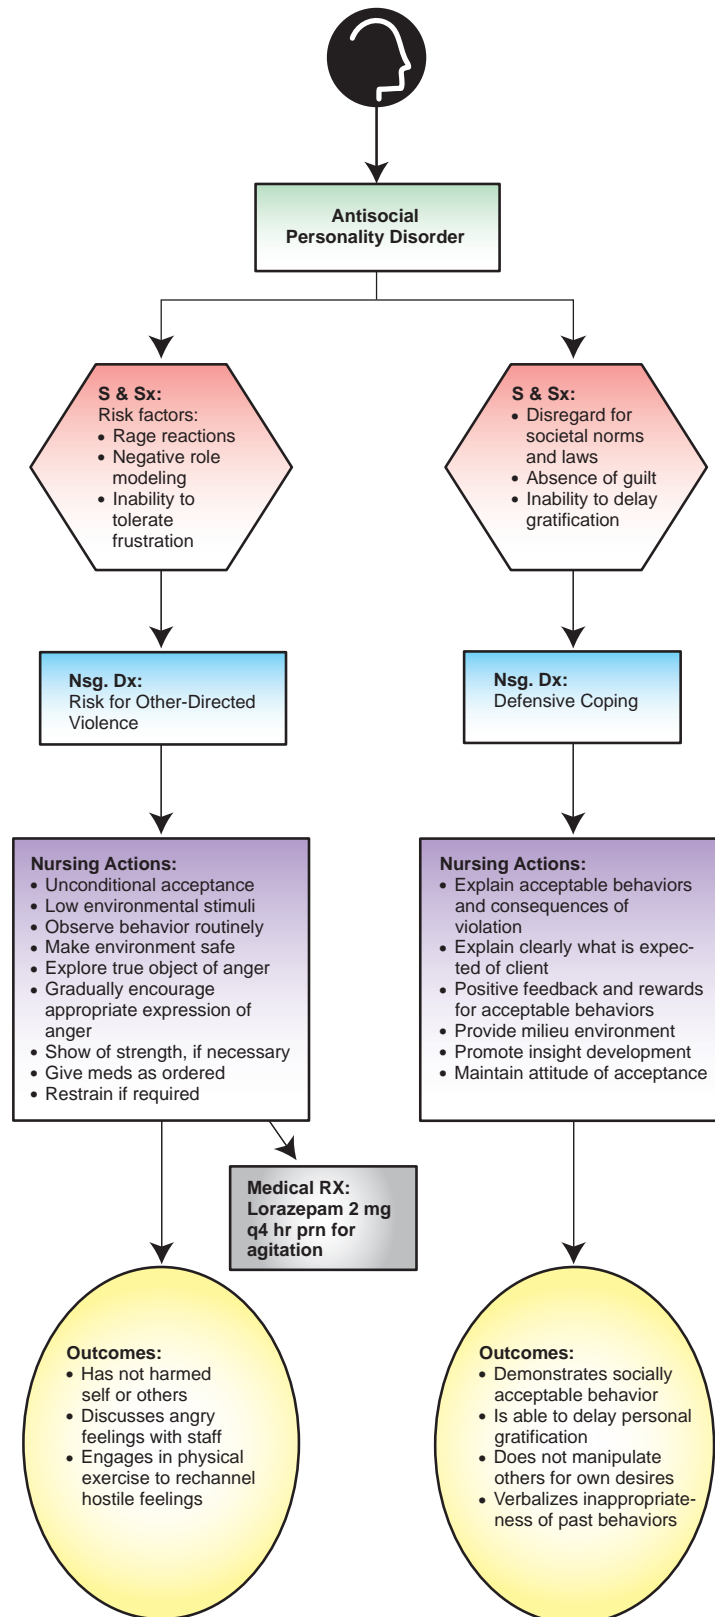 Antisocial
Personality Disorder
S & Sx:
Risk factors:
• Rage reactions
• Negative role
modeling
• Inability to
tolerate
frustration
S & Sx:
• Disregard for
societal norms
and laws
• Absence of guilt
• Inability to delay
gratification
Nsg. Dx:
Risk for Other-Directed
Violence
Nsg. Dx:
Defensive Coping
Nursing Actions:
• Unconditional acceptance
• Low environmental stimuli
• Observe behavior routinely
• Make environment safe
• Explore true object of anger
• Gradually encourage
appropriate expression of
anger
• Show of strength, if necessary
• Give meds as ordered
• Restrain if required
Nursing Actions:
• Explain acceptable behaviors
and consequences of
violation
• Explain clearly what is expec-
ted of client
• Positive feedback and rewards
for acceptable behaviors
• Provide milieu environment
• Promote insight development
• Maintain attitude of acceptance
Medical RX:
Lorazepam 2 mg
q4 hr prn for
agitation
Outcomes:
• Has not harmed
self or others
• Discusses angry
feelings with staff
• Engages in physical
exercise to rechannel
hostile feelings
Outcomes:
• Demonstrates socially
acceptable behavior
• Is able to delay personal
gratification
• Does not manipulate
others for own desires
• Verbalizes inappropriate-
ness of past behaviors